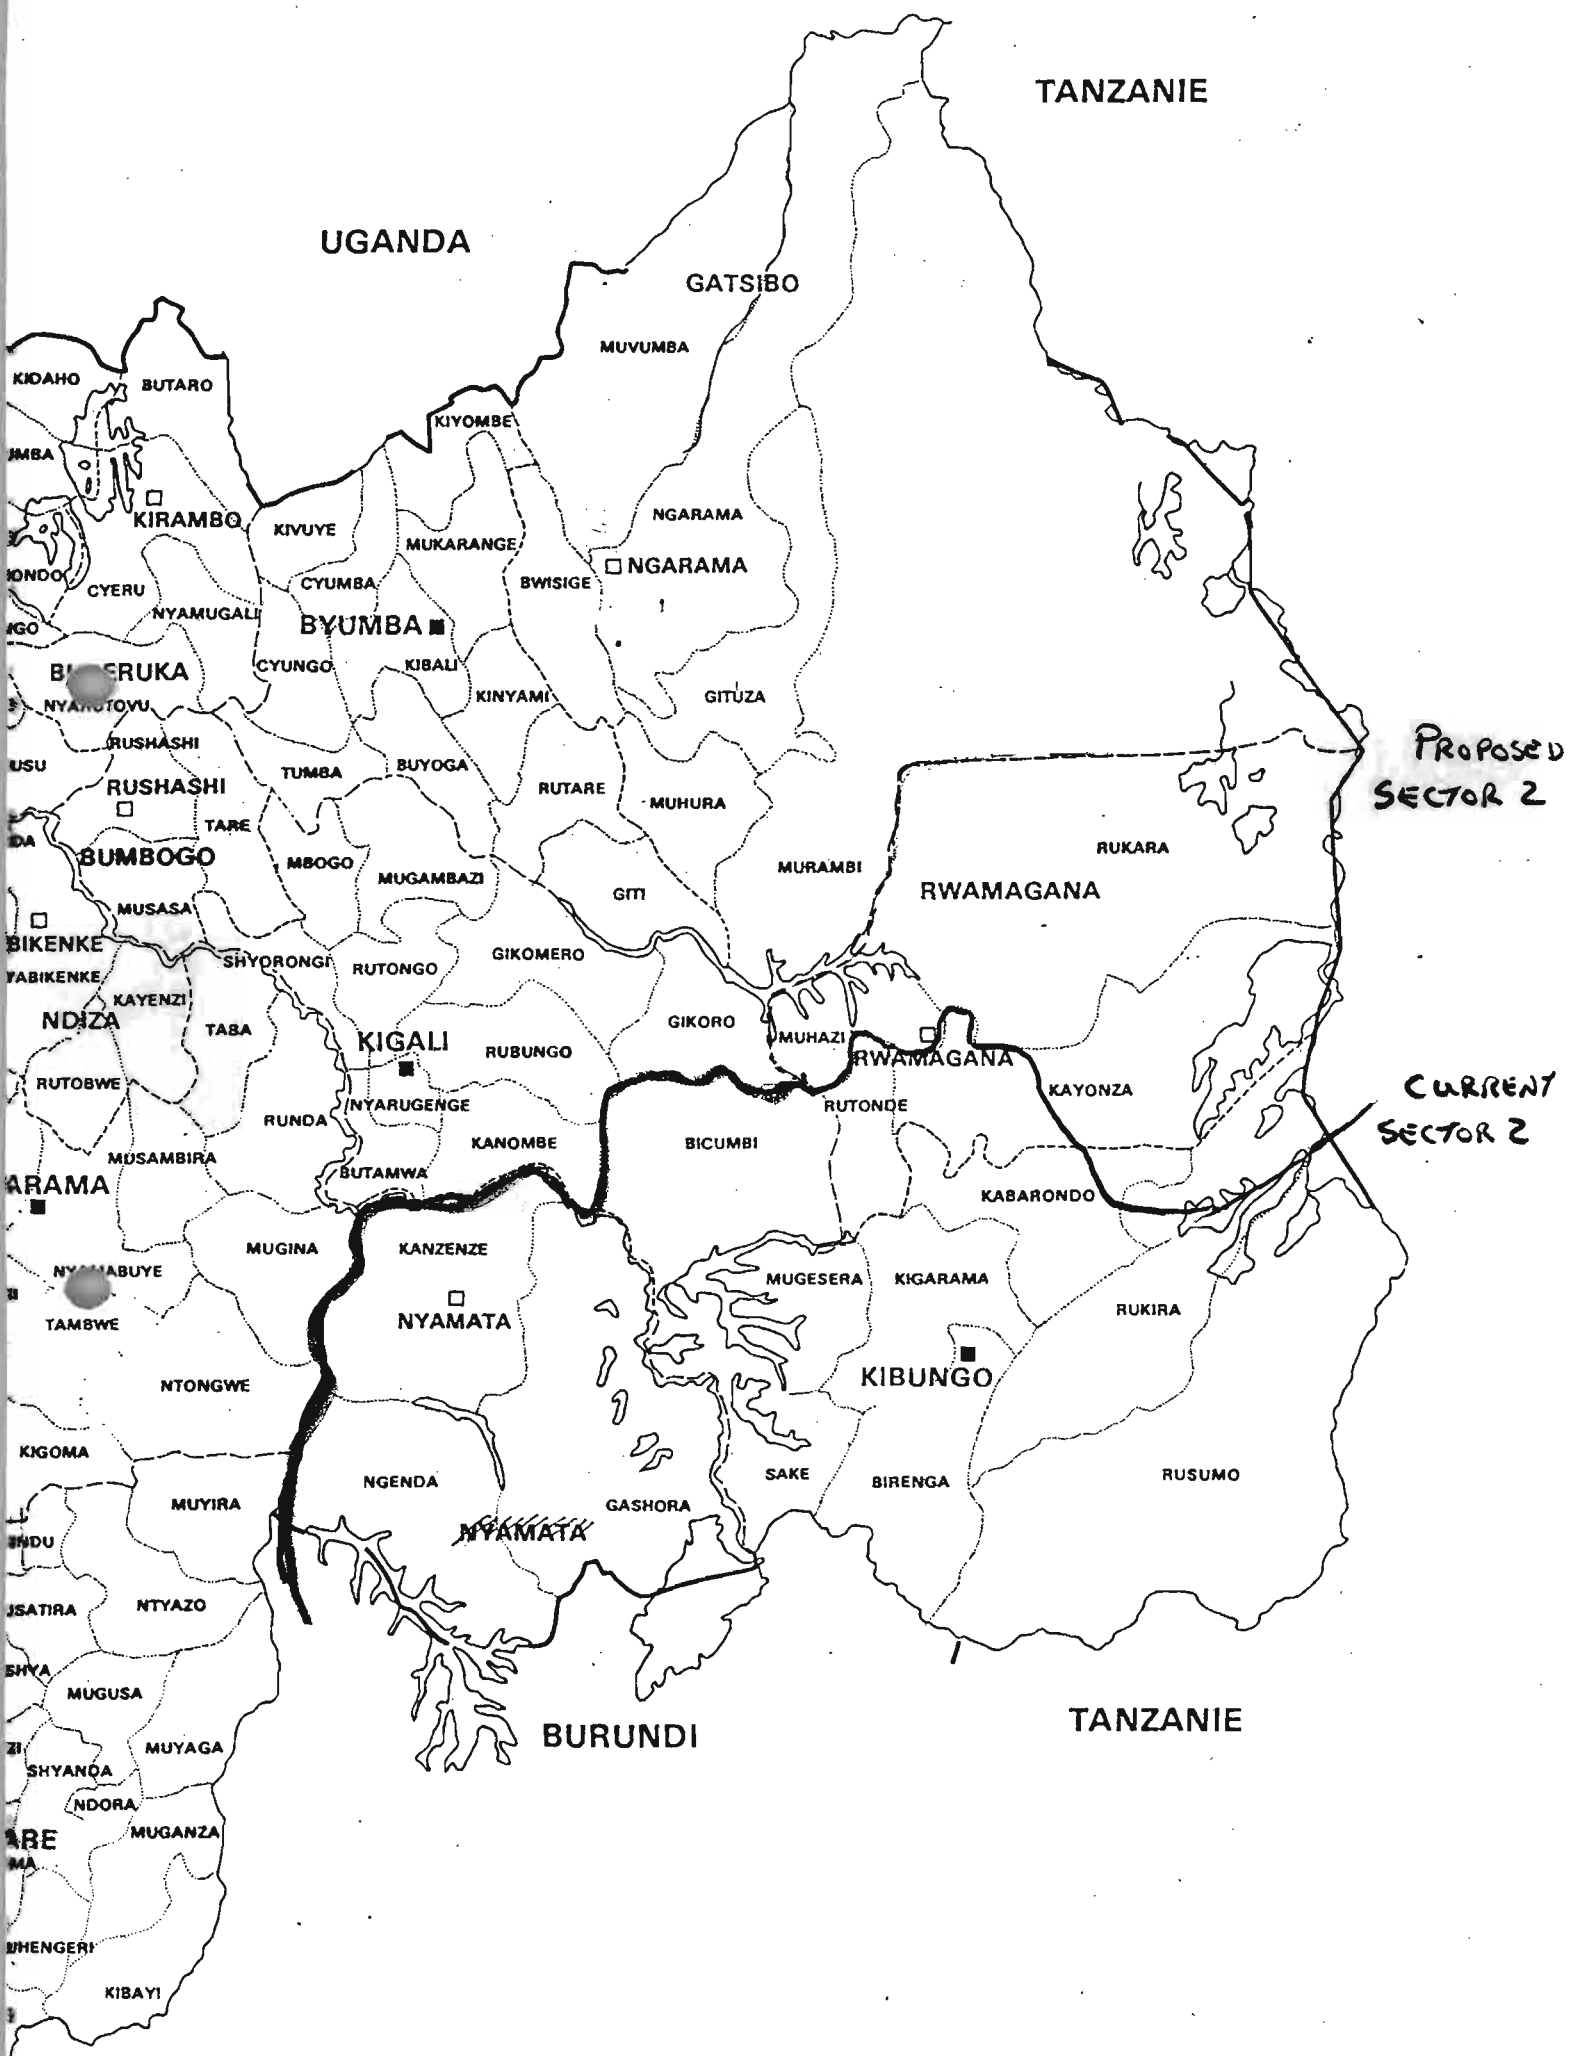 TANZANIE
UGANDA
GATSIBO
MUVUMBA
KIDAHO
BUTARO
KIYOMBE
KIRAMBO
KIVUYE
NGARAMA
MUKARANGE
NGARAMA
CYERU
CYUMBA
BWISIGE
NYAMUGALI
BYUMBA
CYUNGO
KIBALI
KINYAMI
GITUZA
RUSHASHI
PROPOSED
SECTOR 2
TUMBA
BUYOGA
RUSHASHI
RUTARE
MUHURA
TARE
BUMBOGO
MBOGO
MUGAMBAZI
MURAMBI
RUKARA
GITI
RWAMAGANA
MUSASA
BIKENKE
SHYORONGI
RUTONGO
GIKOMERO
KAYENZI
NDIZA
TABA
KIGALI
GIKORO
MUHAZI
RUBUNGO
RWAMAGANA
RUTOBWE
KAYONZA
CURRENT
SECTOR 2
NYARUGENGE
RUTONDE
RUNDA
KANOMBE
BICUMBI
MUSAMBIRA
BUTAMWA
ARAMA
KABARONDO
MUGINA
KANZENZE
MUGESERA
KIGARAMA
TAMBWE
NYAMATA
RUKIRA
KIBUNGO
NTONGWE
KIGOMA
NGENDA
SAKE
BIRENGA
RUSUMO
MUYIRA
GASHORA
NYAMATA
NTYAZO
MUGUSA
BURUNDI
TANZANIE
MUYAGA
SHYANDA
NDORA
MUGANZA
KIBAYI